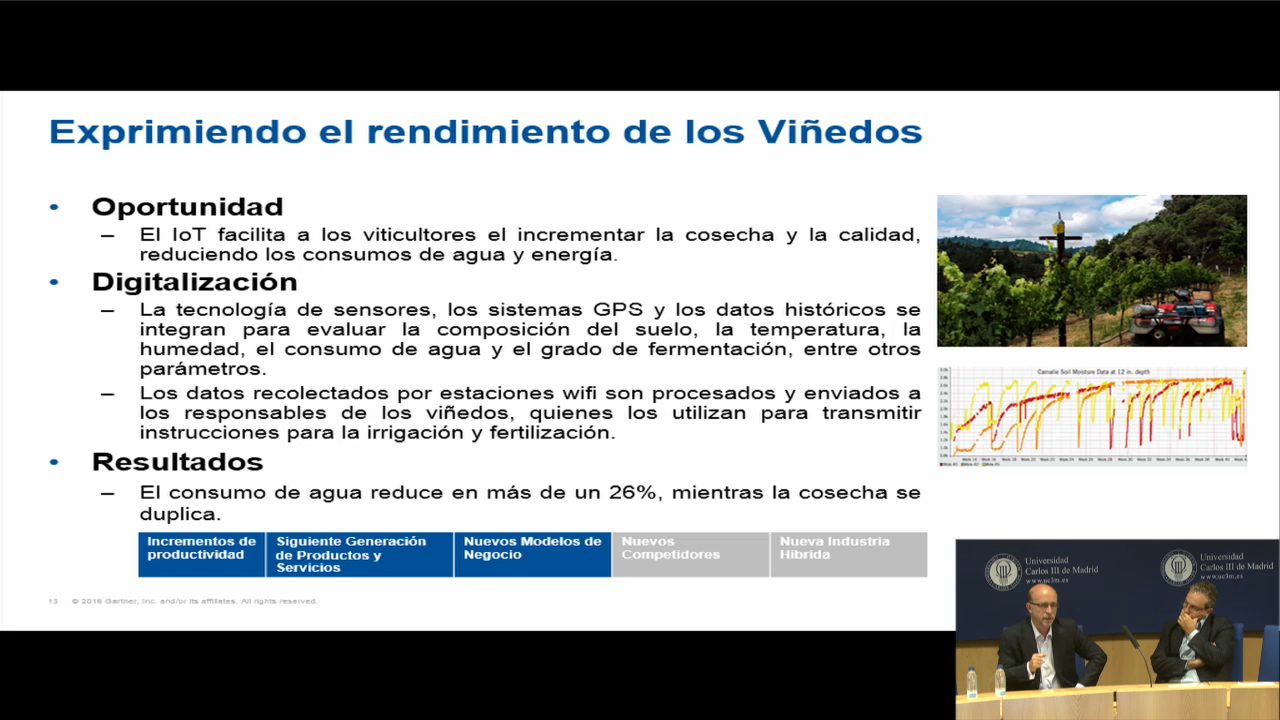 Exprimiendo el rendimiento de los Viñedos
• Oportunidad
– El IoT facilita a los viticultores el incrementar la cosecha y la calidad,
reduciendo los consumos de agua y energía.
• Digitalización
– La tecnología de sensores, los sistemas GPS y los datos históricos se
integran para evaluar la composición del suelo, la temperatura, la
humedad, el consumo de agua y el grado de fermentación, entre otros
parámetros.
– Los datos recolectados por estaciones wifi son procesados y enviados a
los responsables de los viñedos, quienes los utilizan para transmitir
instrucciones para la irrigación y fertilización.
• Resultados
– El consumo de agua reduce en más de un 26%, mientras la cosecha se
duplica.
Incrementos de
productividad
Siguiente Generación
de Productos y
Servicios
Nuevos Modelos de
Negocio
Nuevos
Competidores
Nueva Industria
Hibrida
13 © 2016 Gartner, Inc. and/or its affiliates. All rights reserved.
Camalie Soil Moisture Data at 12 in. depth
Universidad
Carlos III de Madrid
www.uc3m.es
Universidad
Carlos III de Madrid
www.uc3m.es